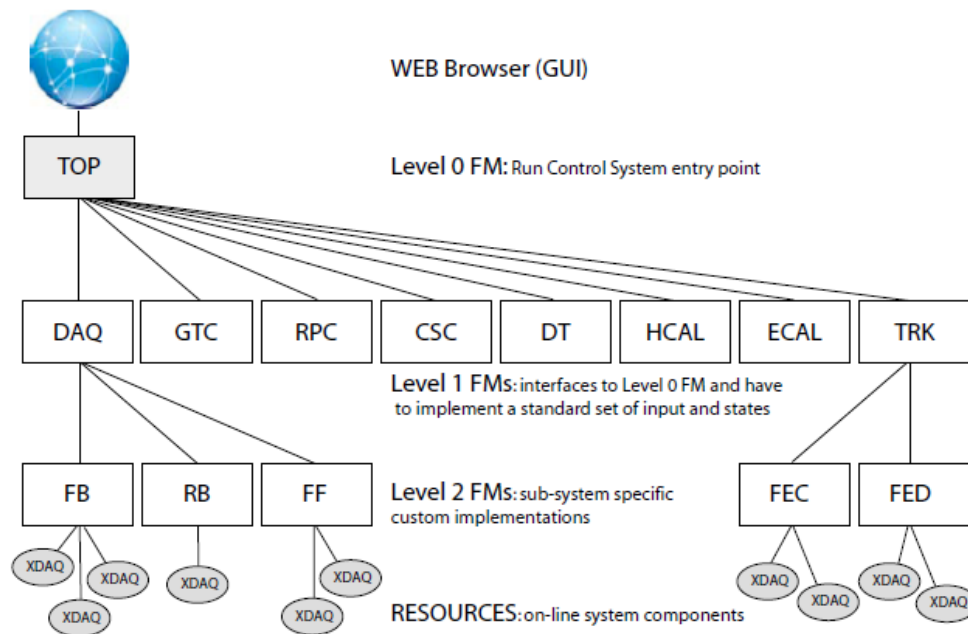 WEB Browser (GUI)
TOP
Level 0 FM: Run Control System entry point
DAQ
GTC
RPC
CSC
DT
HCAL
ECAL
TRK
Level 1 FMs: interfaces to Level 0 FM and have
to implement a standard set of input and states
FB
RB
FF
Level 2 FMs: sub-system specific
custom implementations
FEC
FED
XDAQ
XDAQ
XDAQ
XDAQ
XDAQ
XDAQ
XDAQ
XDAQ
XDAQ
XDAQ
RESOURCES: on-line system components